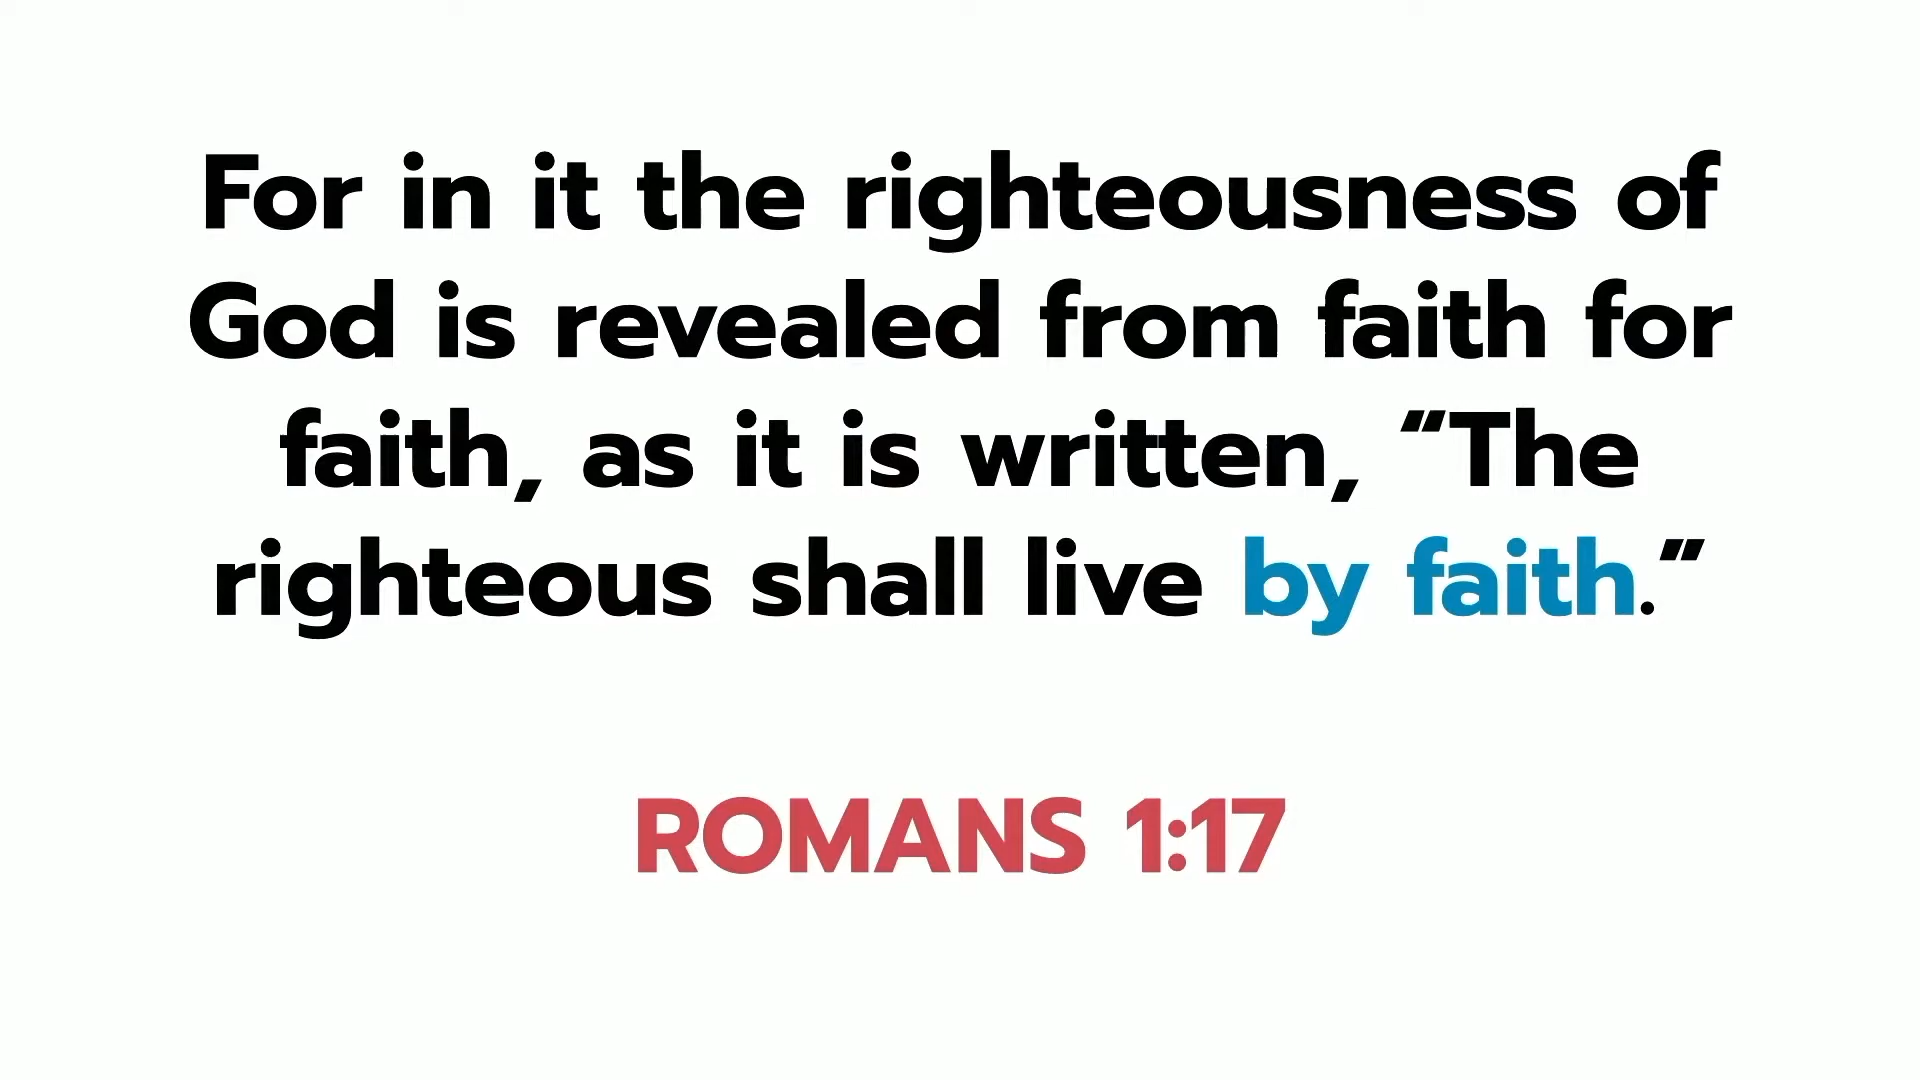 For in it the righteousness of
God is revealed from faith for
faith, as it is written, “The
righteous shall live by faith.”
ROMANS 1:17